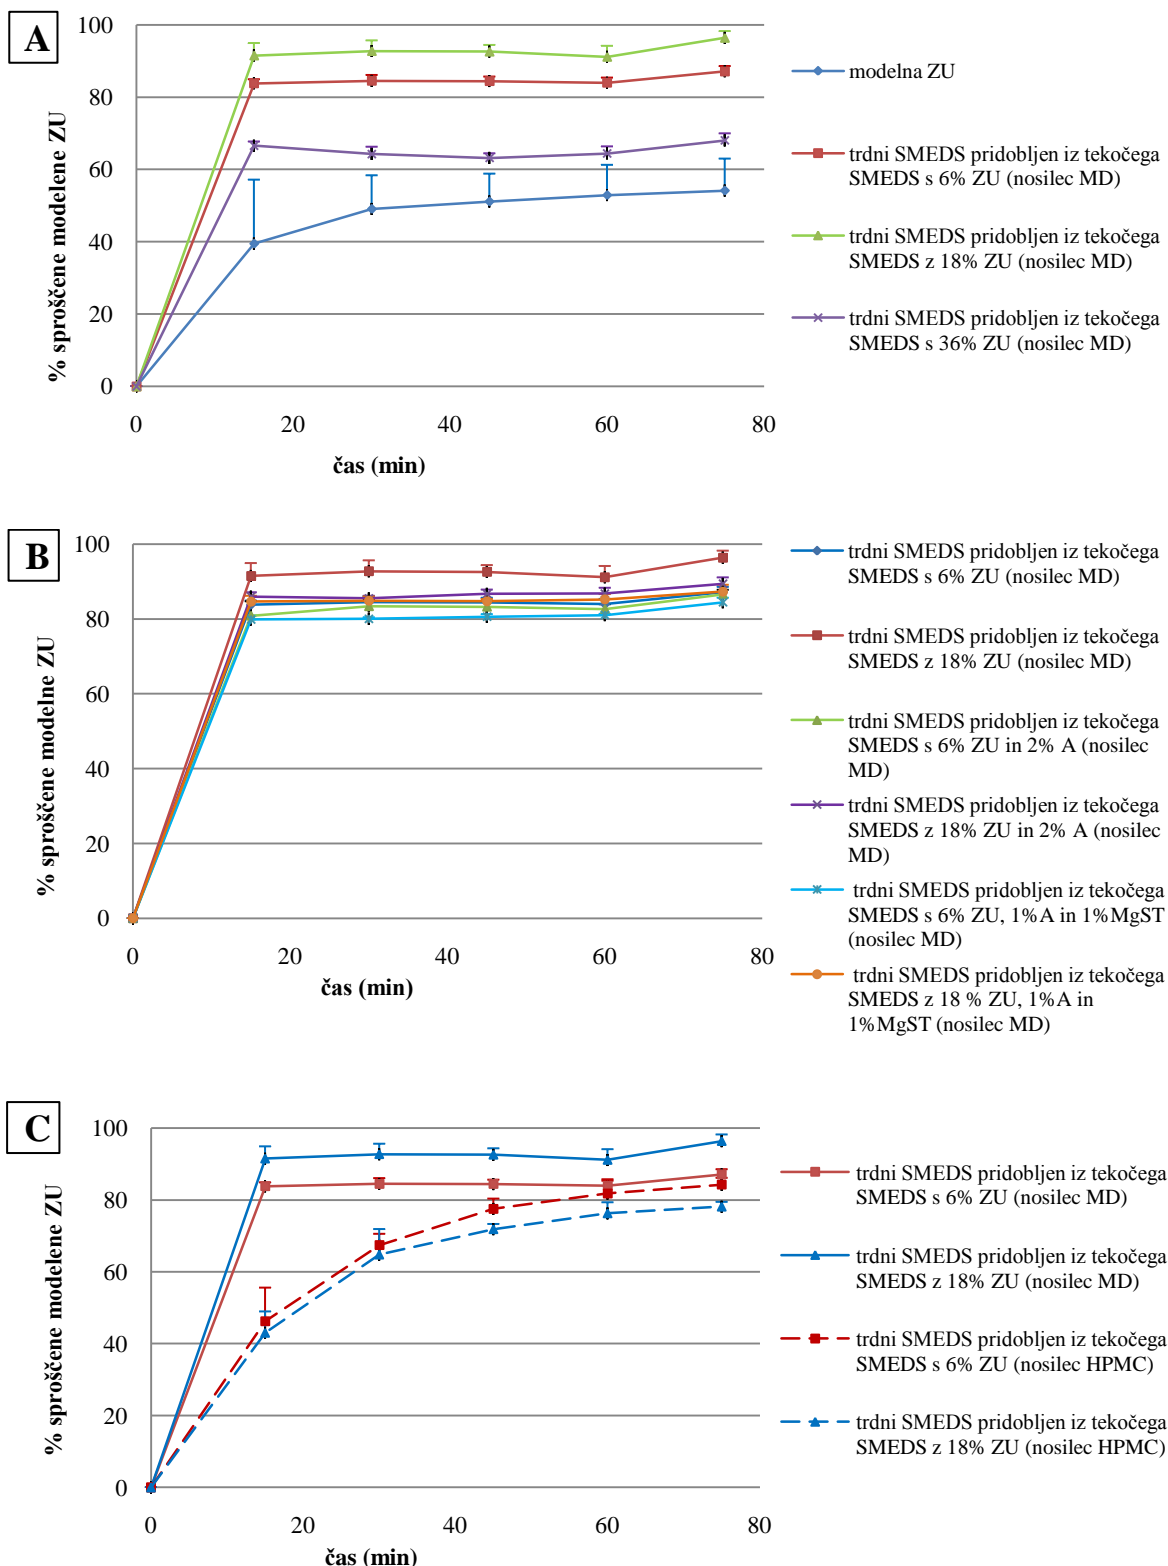 A
100
80
60
40
20
0
0
20
40
60
80
% sproščene modelene ZU
čas (min)
modelna ZU
trdni SMEDS pridobljen iz tekočega
SMEDS s 6% ZU (nosilec MD)
trdni SMEDS pridobljen iz tekočega
SMEDS z 18% ZU (nosilec MD)
trdni SMEDS pridobljen iz tekočega
SMEDS s 36% ZU (nosilec MD)
B
100
80
60
40
20
0
0
20
40
60
80
% sproščene modelne ZU
čas (min)
trdni SMEDS pridobljen iz tekočega
SMEDS s 6% ZU (nosilec MD)
trdni SMEDS pridobljen iz tekočega
SMEDS z 18% ZU (nosilec MD)
trdni SMEDS pridobljen iz tekočega
SMEDS s 6% ZU in 2% A (nosilec
MD)
trdni SMEDS pridobljen iz tekočega
SMEDS z 18% ZU in 2% A (nosilec
MD)
trdni SMEDS pridobljen iz tekočega
SMEDS s 6% ZU, 1%A in 1%MgST
(nosilec MD)
trdni SMEDS pridobljen iz tekočega
SMEDS z 18 % ZU, 1%A in
1%MgST (nosilec MD)
C
100
80
60
40
20
0
0
20
40
60
80
% sproščene modelene ZU
čas (min)
trdni SMEDS pridobljen iz tekočega
SMEDS s 6% ZU (nosilec MD)
trdni SMEDS pridobljen iz tekočega
SMEDS z 18% ZU (nosilec MD)
trdni SMEDS pridobljen iz tekočega
SMEDS s 6% ZU (nosilec HPMC)
trdni SMEDS pridobljen iz tekočega
SMEDS z 18% ZU (nosilec HPMC)